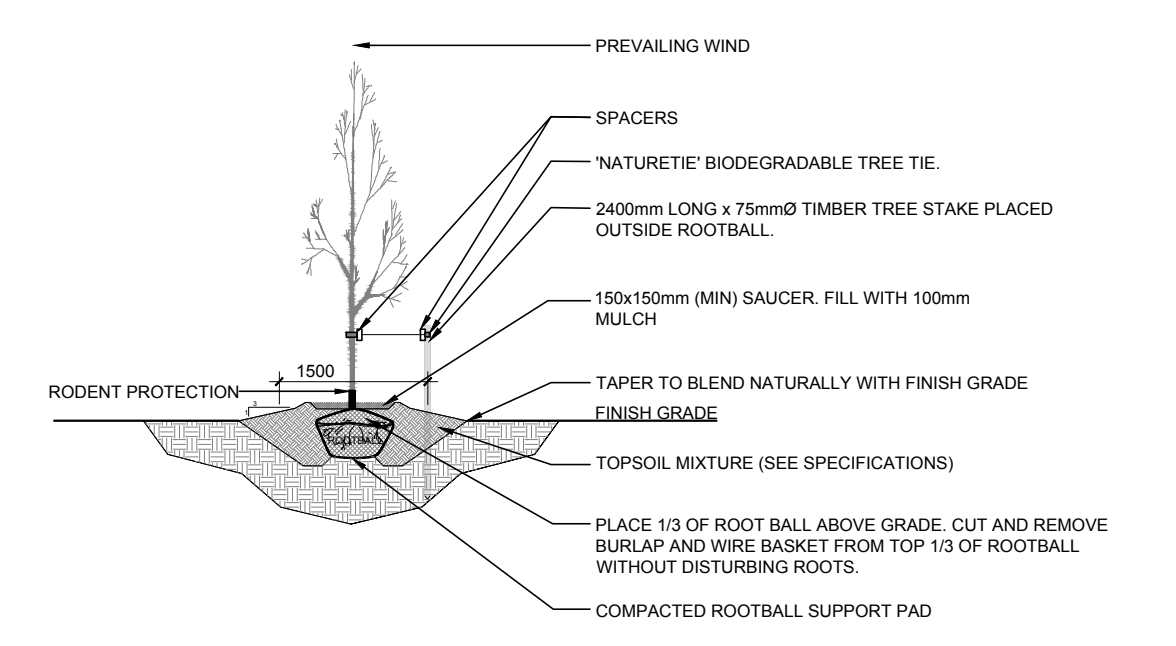 PREVAILING WIND
SPACERS
'NATURETIE' BIODEGRADABLE TREE TIE.
2400mm LONG x 75mmØ TIMBER TREE STAKE PLACED
OUTSIDE ROOTBALL.
150x150mm (MIN) SAUCER. FILL WITH 100mm
MULCH
1500
RODENT PROTECTION
TAPER TO BLEND NATURALLY WITH FINISH GRADE
3
1
FINISH GRADE
ROOTBALL
TOPSOIL MIXTURE (SEE SPECIFICATIONS)
PLACE 1/3 OF ROOT BALL ABOVE GRADE. CUT AND REMOVE
BURLAP AND WIRE BASKET FROM TOP 1/3 OF ROOTBALL
WITHOUT DISTURBING ROOTS.
COMPACTED ROOTBALL SUPPORT PAD